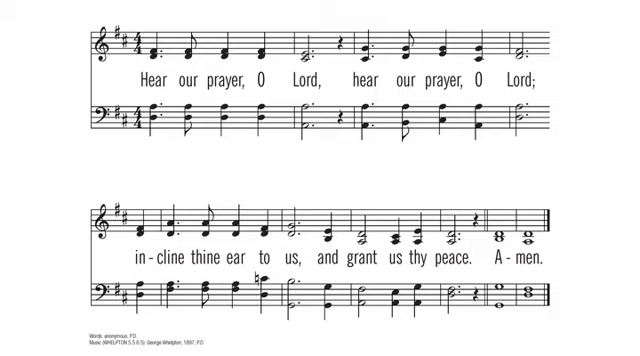 Hear our prayer, O Lord, hear our prayer, O Lord;
in - cline thine ear to us, and grant us thy peace. A - men.
Words: anonymous, P.D.
Music (WHELPTON 5.5.6.5): George Whelpton, 1897, P.D.